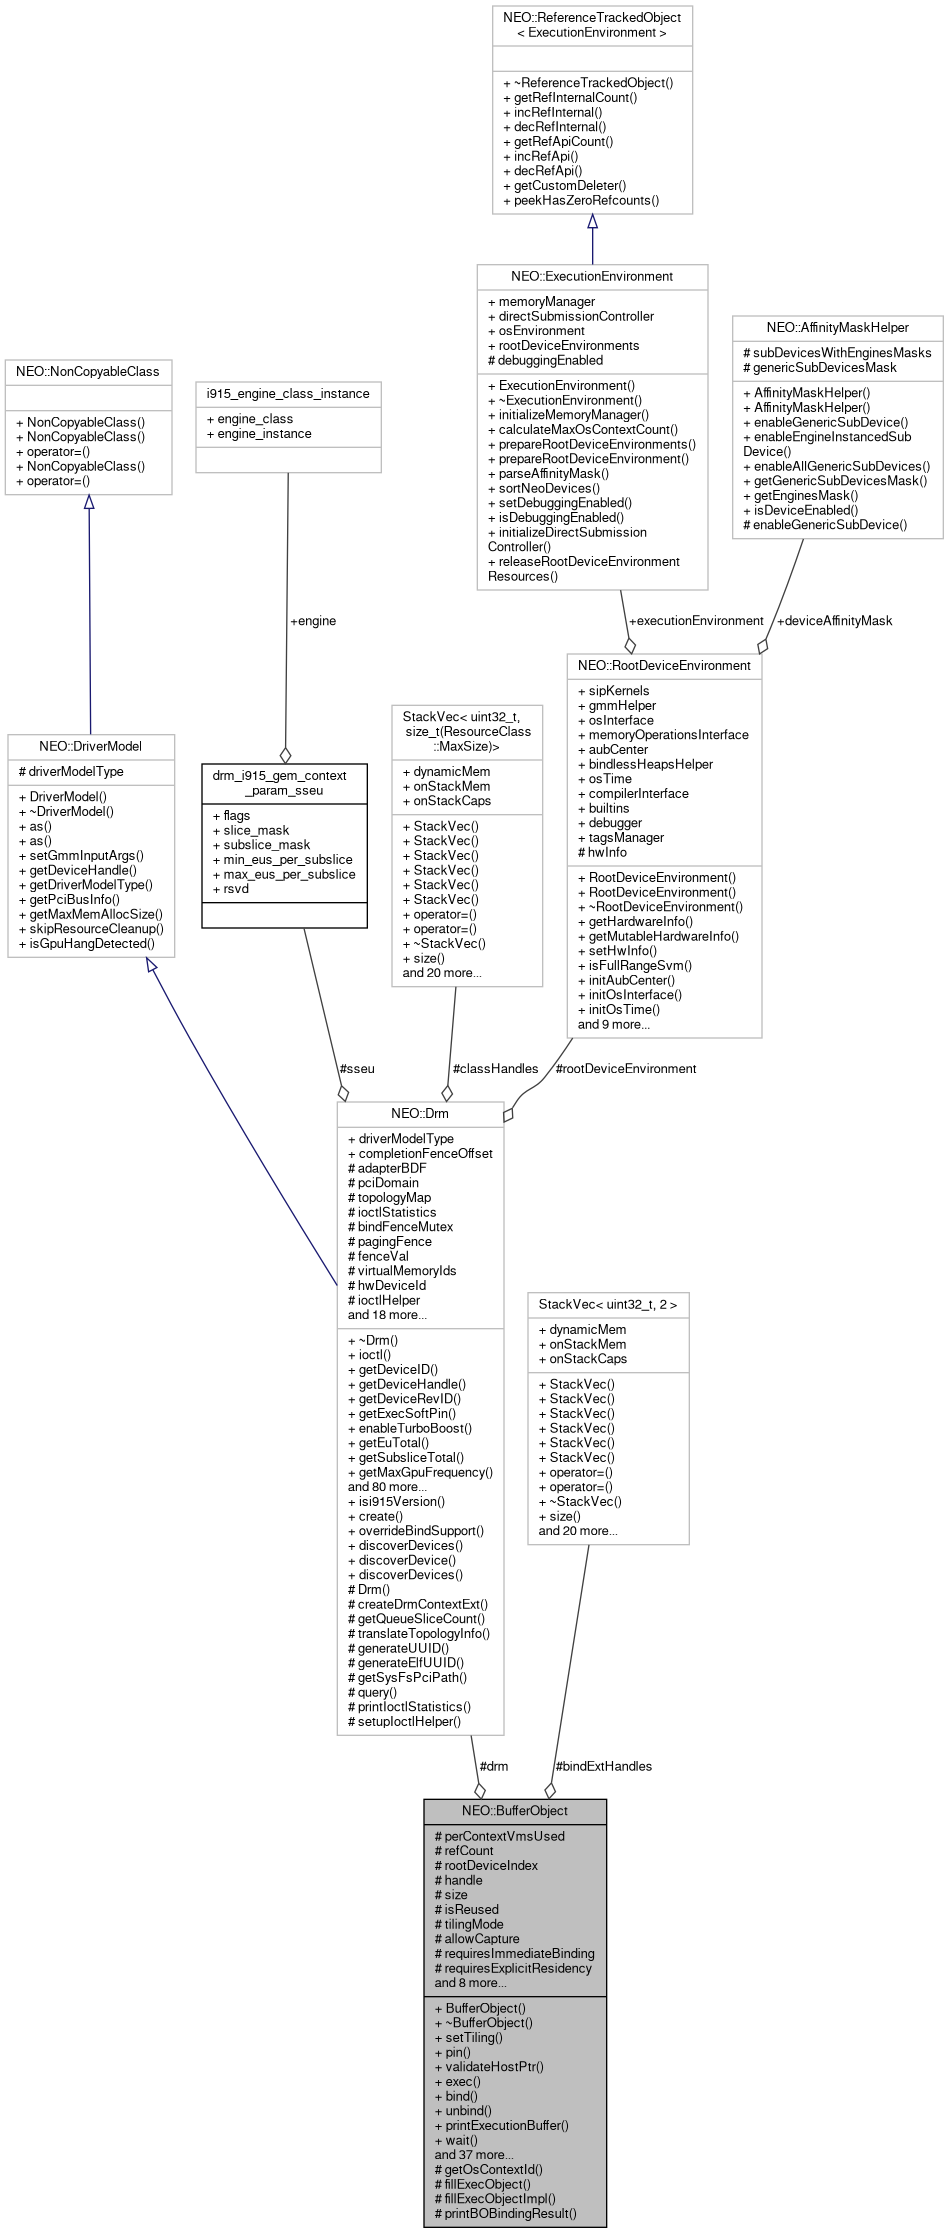 NEO::ReferenceTrackedObject
< ExecutionEnvironment >
+ ~ReferenceTrackedObject()
+ getRefInternalCount()
+ incRefInternal()
+ decRefInternal()
+ getRefApiCount()
+ incRefApi()
+ decRefApi()
+ getCustomDeleter()
+ peekHasZeroRefcounts()
NEO::ExecutionEnvironment
+ memoryManager
+ directSubmissionController
+ osEnvironment
+ rootDeviceEnvironments
# debuggingEnabled
+ ExecutionEnvironment()
+ ~ExecutionEnvironment()
+ initializeMemoryManager()
+ calculateMaxOsContextCount()
+ prepareRootDeviceEnvironments()
+ prepareRootDeviceEnvironment()
+ parseAffinityMask()
+ sortNeoDevices()
+ setDebuggingEnabled()
+ isDebuggingEnabled()
+ initializeDirectSubmission
Controller()
+ releaseRootDeviceEnvironment
Resources()
NEO::AffinityMaskHelper
# subDevicesWithEnginesMasks
# genericSubDevicesMask
+ AffinityMaskHelper()
+ AffinityMaskHelper()
+ enableGenericSubDevice()
+ enableEngineInstancedSub
Device()
+ enableAllGenericSubDevices()
+ getGenericSubDevicesMask()
+ getEnginesMask()
+ isDeviceEnabled()
# enableGenericSubDevice()
NEO::NonCopyableClass
+ NonCopyableClass()
+ NonCopyableClass()
+ operator=()
+ NonCopyableClass()
+ operator=()
i915_engine_class_instance
+ engine_class
+ engine_instance
+engine
+executionEnvironment
+deviceAffinityMask
NEO::RootDeviceEnvironment
+ sipKernels
+ gmmHelper
+ osInterface
+ memoryOperationsInterface
+ aubCenter
+ bindlessHeapsHelper
+ osTime
+ compilerInterface
+ builtins
+ debugger
+ tagsManager
# hwInfo
+ RootDeviceEnvironment()
+ RootDeviceEnvironment()
+ ~RootDeviceEnvironment()
+ getHardwareInfo()
+ getMutableHardwareInfo()
+ setHwInfo()
+ isFullRangeSvm()
+ initAubCenter()
+ initOsInterface()
+ initOsTime()
and 9 more...
StackVec< uint32_t,
size_t(ResourceClass
::MaxSize)>
+ dynamicMem
+ onStackMem
+ onStackCaps
+ StackVec()
+ StackVec()
+ StackVec()
+ StackVec()
+ StackVec()
+ StackVec()
+ operator=()
+ operator=()
+ ~StackVec()
+ size()
and 20 more...
NEO::DriverModel
# driverModelType
+ DriverModel()
+ ~DriverModel()
+ as()
+ as()
+ setGmmInputArgs()
+ getDeviceHandle()
+ getDriverModelType()
+ getPciBusInfo()
+ getMaxMemAllocSize()
+ skipResourceCleanup()
+ isGpuHangDetected()
drm_i915_gem_context
_param_sseu
+ flags
+ slice_mask
+ subslice_mask
+ min_eus_per_subslice
+ max_eus_per_subslice
+ rsvd
#sseu
#classHandles
#rootDeviceEnvironment
NEO::Drm
+ driverModelType
+ completionFenceOffset
# adapterBDF
# pciDomain
# topologyMap
# ioctlStatistics
# bindFenceMutex
# pagingFence
# fenceVal
# virtualMemoryIds
# hwDeviceId
# ioctlHelper
and 18 more...
+ ~Drm()
+ ioctl()
+ getDeviceID()
+ getDeviceHandle()
+ getDeviceRevID()
+ getExecSoftPin()
+ enableTurboBoost()
+ getEuTotal()
+ getSubsliceTotal()
+ getMaxGpuFrequency()
and 80 more...
+ isi915Version()
+ create()
+ overrideBindSupport()
+ discoverDevices()
+ discoverDevice()
+ discoverDevices()
# Drm()
# createDrmContextExt()
# getQueueSliceCount()
# translateTopologyInfo()
# generateUUID()
# generateElfUUID()
# getSysFsPciPath()
# query()
# printIoctlStatistics()
# setupIoctlHelper()
StackVec< uint32_t, 2 >
+ dynamicMem
+ onStackMem
+ onStackCaps
+ StackVec()
+ StackVec()
+ StackVec()
+ StackVec()
+ StackVec()
+ StackVec()
+ operator=()
+ operator=()
+ ~StackVec()
+ size()
and 20 more...
#drm
#bindExtHandles
NEO::BufferObject
# perContextVmsUsed
# refCount
# rootDeviceIndex
# handle
# size
# isReused
# tilingMode
# allowCapture
# requiresImmediateBinding
# requiresExplicitResidency
and 8 more...
+ BufferObject()
+ ~BufferObject()
+ setTiling()
+ pin()
+ validateHostPtr()
+ exec()
+ bind()
+ unbind()
+ printExecutionBuffer()
+ wait()
and 37 more...
# getOsContextId()
# fillExecObject()
# fillExecObjectImpl()
# printBOBindingResult()